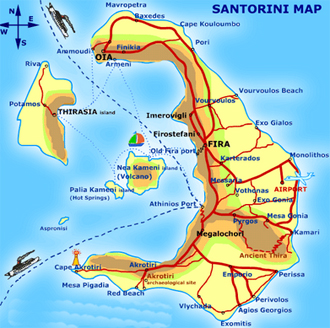 SANTORINI MAP
N
W
E
S
Mavropetra
Baxedes
Cape Kouloumbo
Ammoudi
Finikia
Pori
OIA
Armeni
Riva
Potamos
THIRASIA island
Vourvoulos
Vourvoulos Beach
Imerovigli
Exo Gialos
Firostefani
Old Fira port
FIRA
Karterados
Monolithos
Nea Kameni island
(Volcano)
Messaria
Vothonas
AIRPORT
Palia Kameni island
(Hot Springs)
Exo Gonia
Athinios Port
Pyrgos
Mesa Gonia
Aspronisi
Megalochori
Kamari
Ancient Thira
Cape Akrotiri
Akrotiri
Akrotiri
archaeological site
Emporio
Perissa
Mesa Pigadia
Red Beach
Vlychada
Perivolos
Agios Georgios
Exomitis